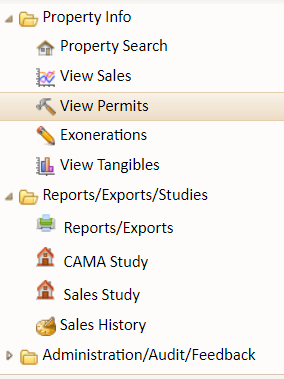 Property Info
Property Search
View Sales
View Permits
Exonerations
View Tangibles
Reports/Exports/Studies
Reports/Exports
CAMA Study
Sales Study
Sales History
Administration/Audit/Feedback